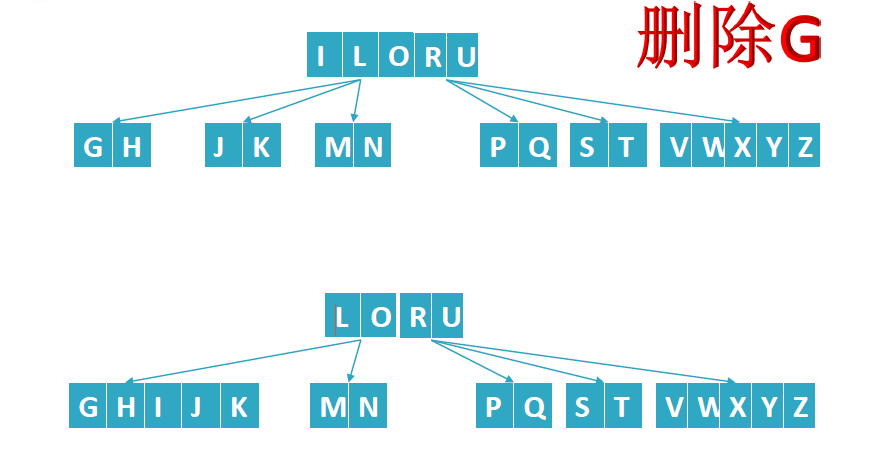 删除G
I L O R U
G H J K M N P Q S T V W X Y Z
L O R U
G H I J K M N P Q S T V W X Y Z